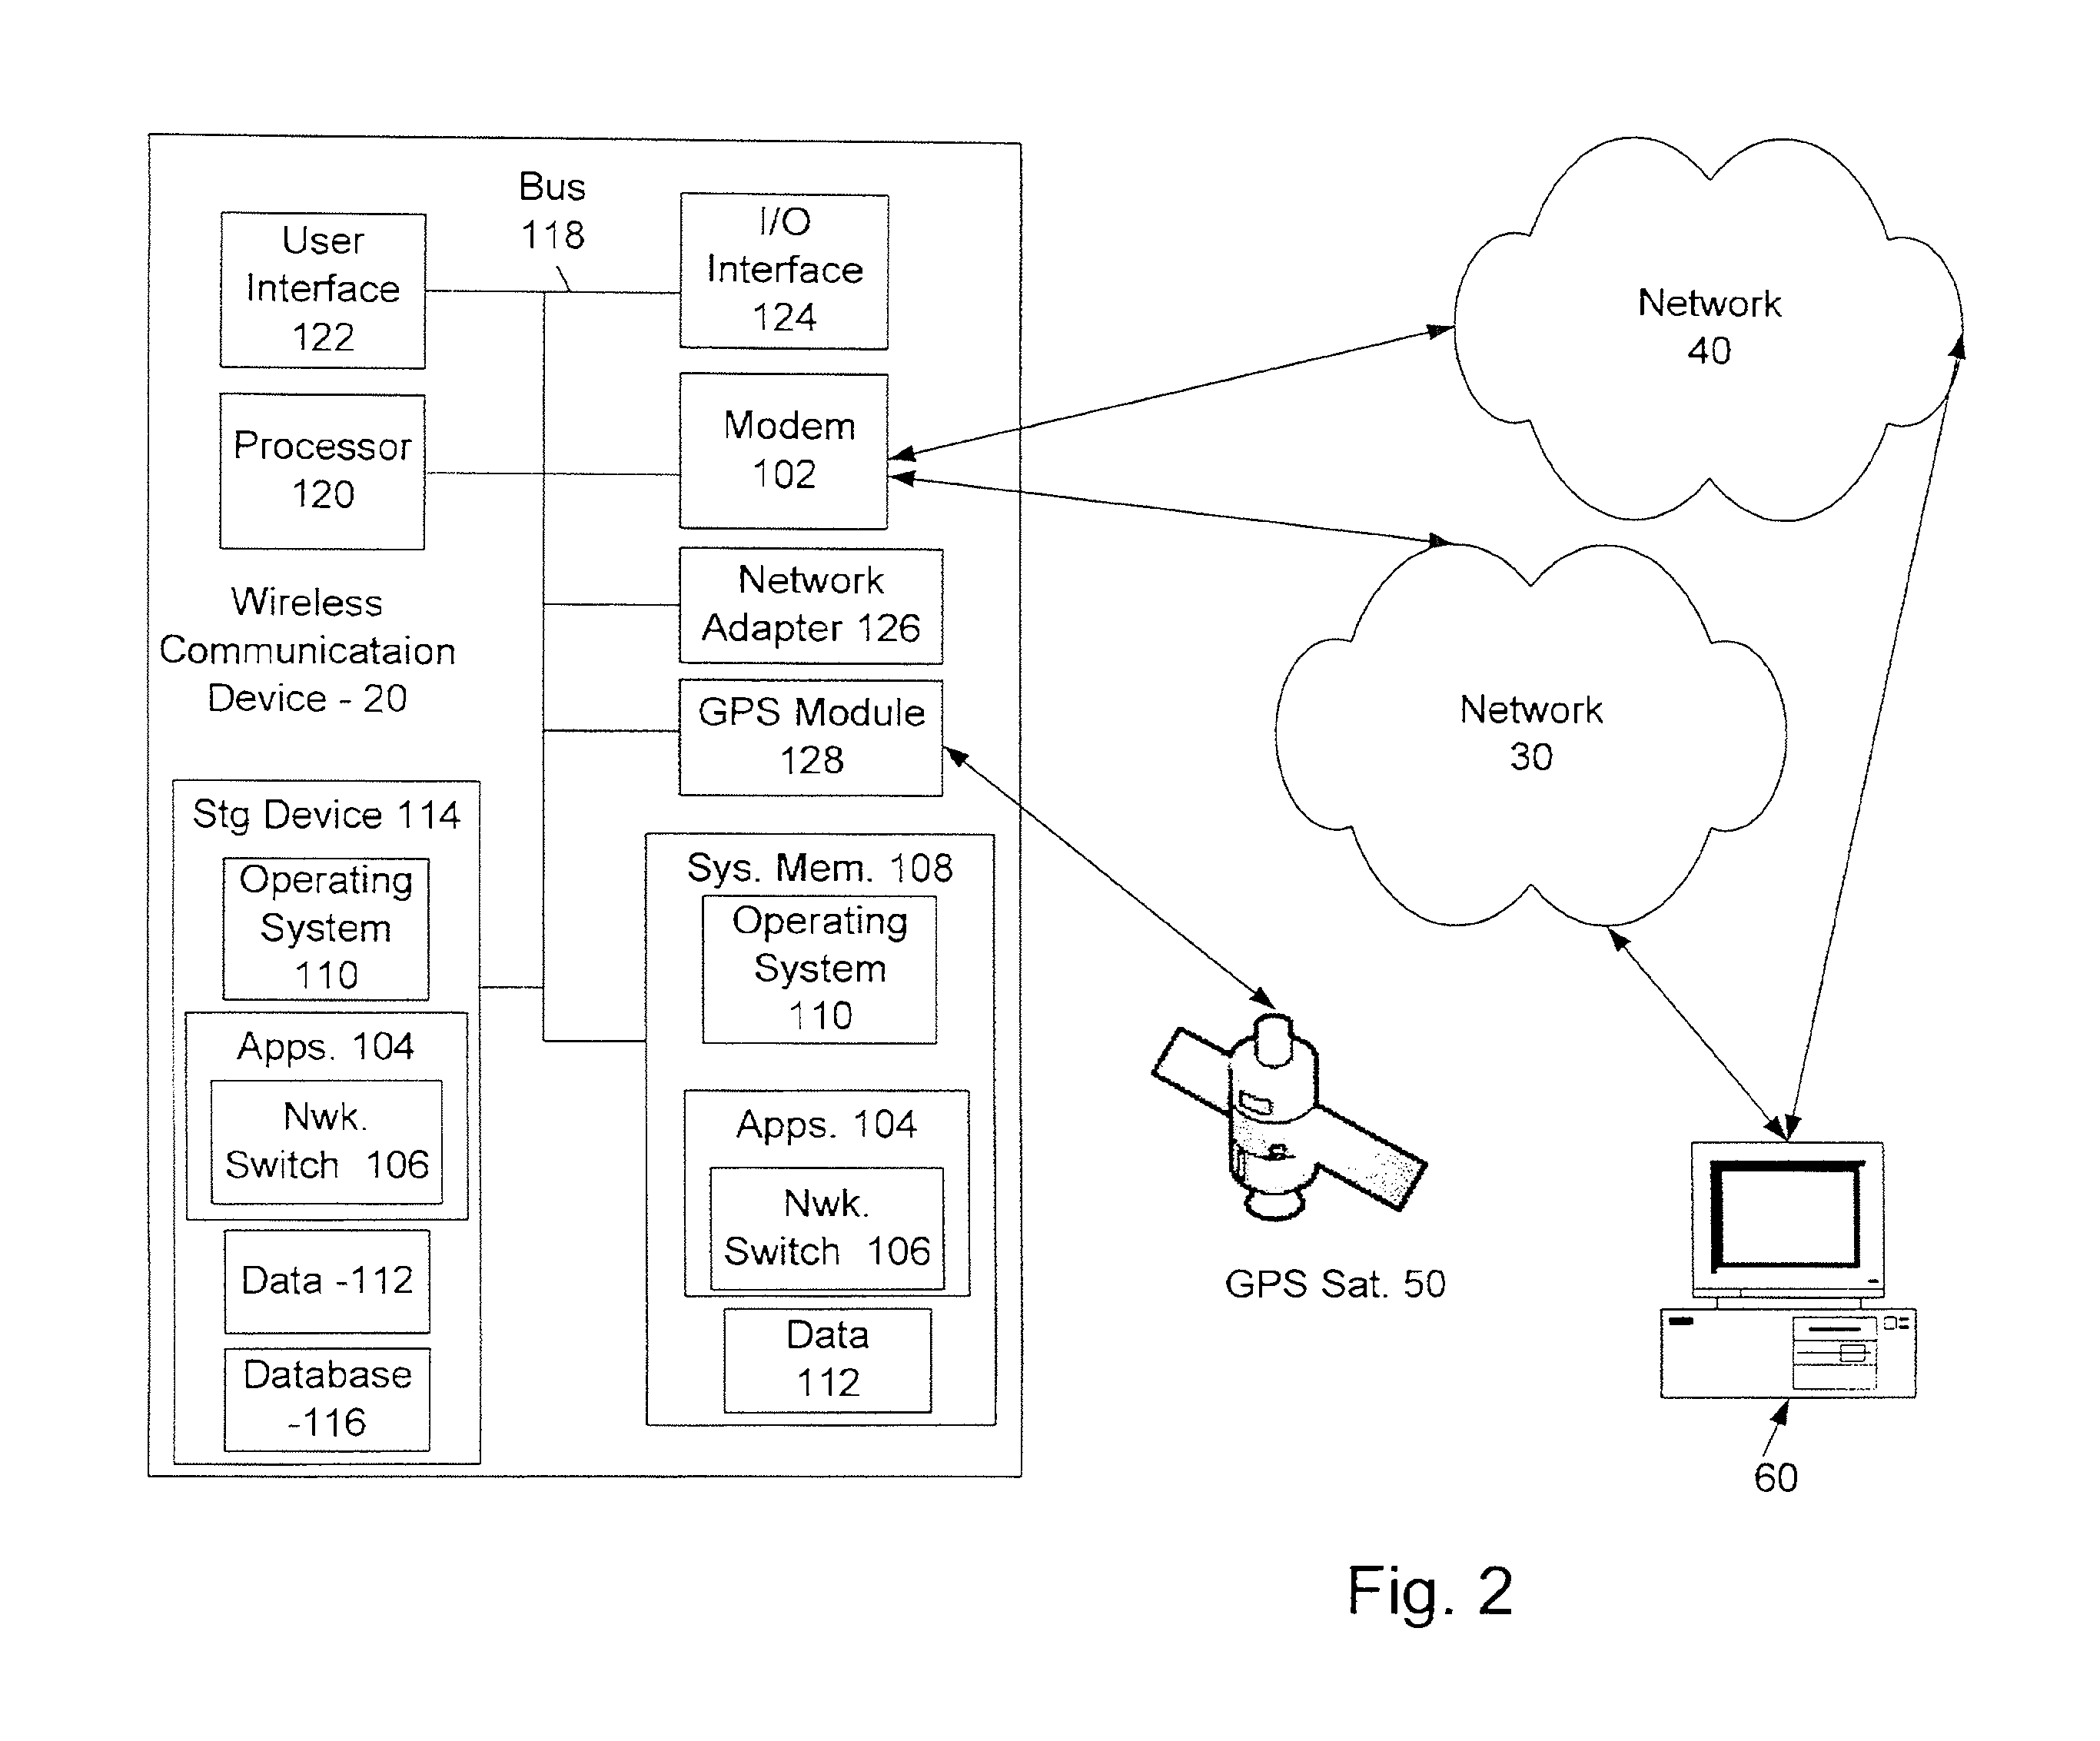 Bus
118
User
Interface
122
I/O
Interface
124
Processor
120
Modem
102
Wireless
Communicataion
Device - 20
Network
Adapter 126
GPS Module
128
Stg Device 114
Operating
System
110
Apps. 104
Nwk.
Switch 106
Data -112
Database
-116
Sys. Mem. 108
Operating
System
110
Apps. 104
Nwk.
Switch 106
Data
112
Network
40
Network
30
GPS Sat. 50
60
Fig. 2